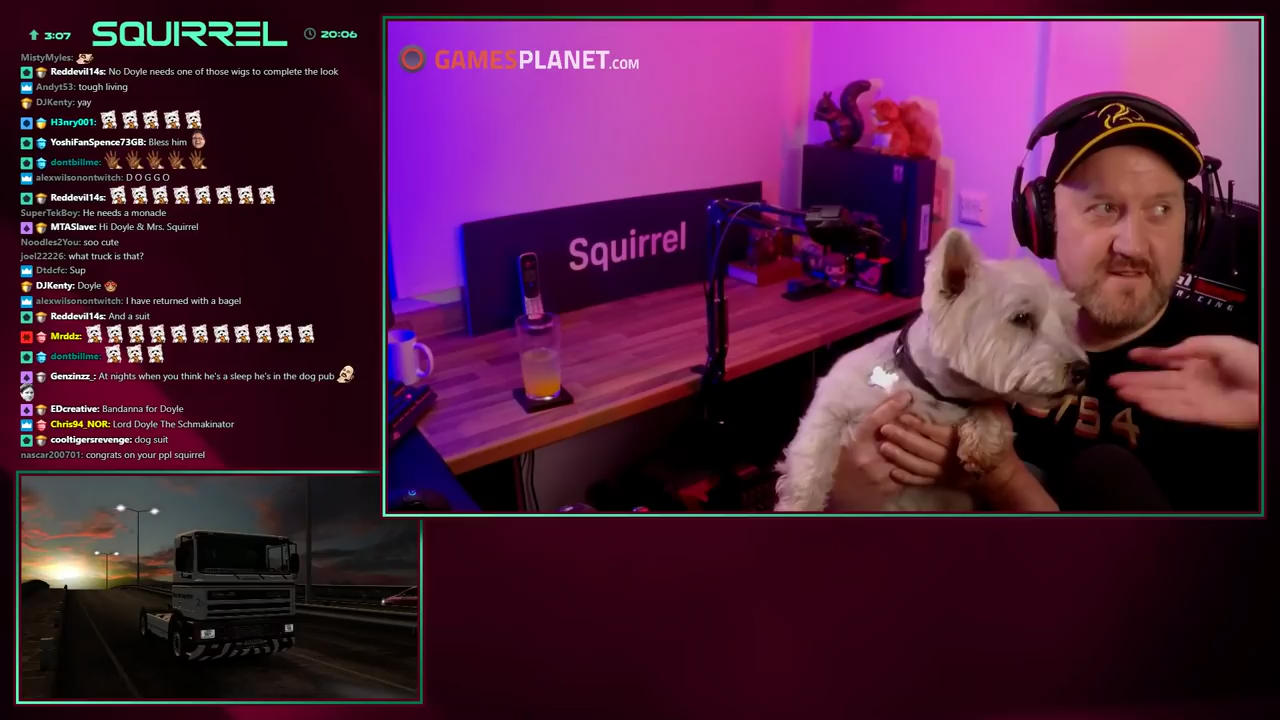 3:07
SQUIRREL
20:06
MistyMyles:
Reddevil14s: No Doyle needs one of those wigs to complete the look
Andyt53: tough living
DJKenty: yay
H3nry001:
YoshiFanSpence73GB: Bless him
dontbillme:
alexwilsonontwitch: D O G G O
Reddevil14s:
SuperTekBoy: He needs a monacle
MTASlave: Hi Doyle & Mrs. Squirrel
Noodles2You: soo cute
joel22226: what truck is that?
Dtdcfc: Sup
DJKenty: Doyle
alexwilsonontwitch: I have returned with a bagel
Reddevil14s: And a suit
Mrddz:
dontbillme:
Genzinzz_: At nights when you think he's a sleep he's in the dog pub
EDcreative: Bandanna for Doyle
Chris94_NOR: Lord Doyle The Schmakinator
cooltigersrevenge: dog suit
nascar200701: congrats on your ppl squirrel
GAMESPLANET.COM
Squirrel